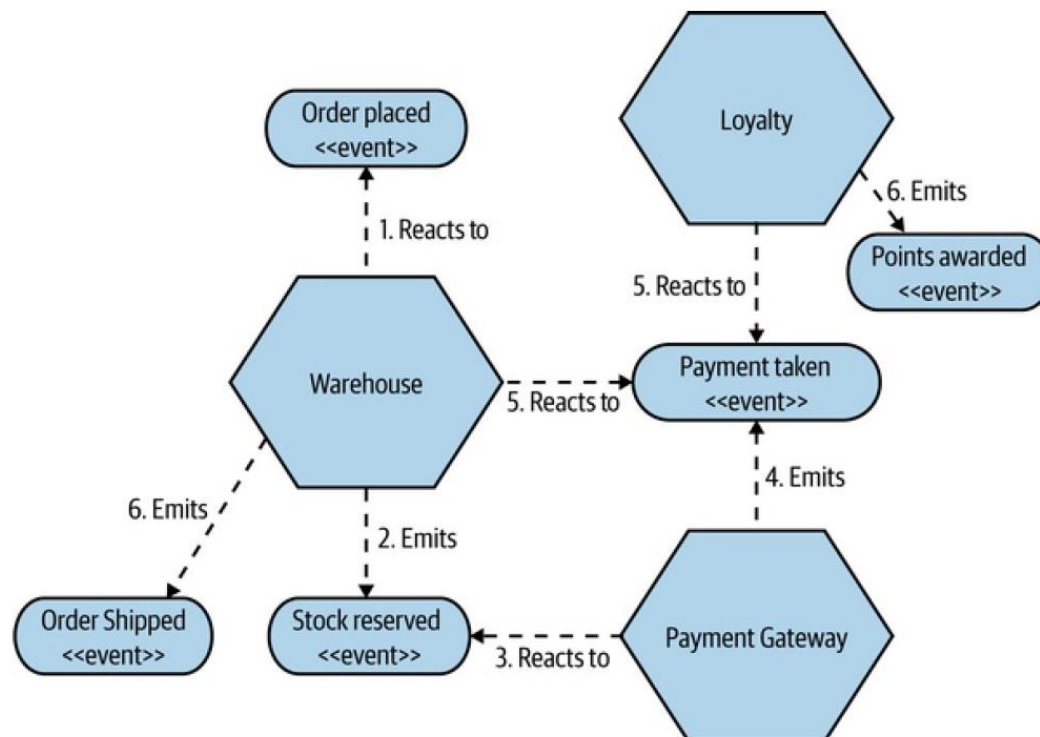 Order placed
<<event>>
Loyalty
6. Emits
1. Reacts to
Points awarded
<<event>>
5. Reacts to
Warehouse
Payment taken
<<event>>
5. Reacts to
4. Emits
6. Emits
2. Emits
Order Shipped
<<event>>
Stock reserved
<<event>>
3. Reacts to
Payment Gateway